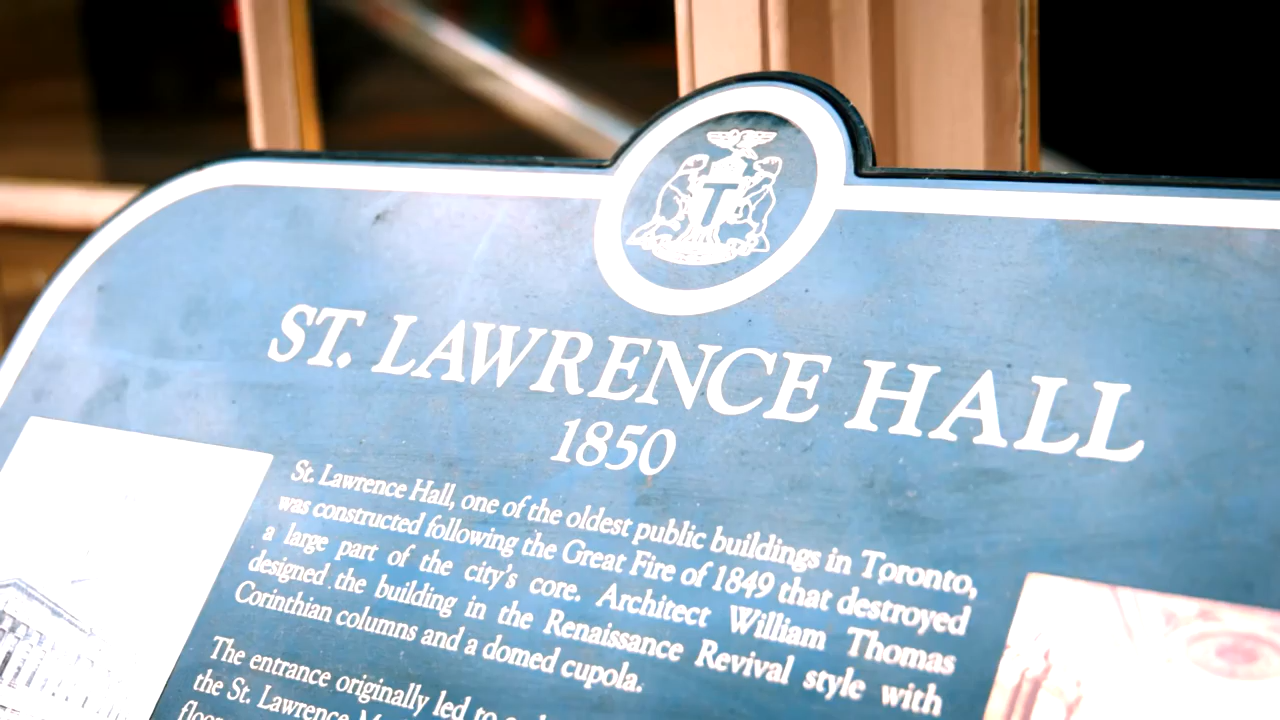 T
ST. LAWRENCE HALL
1850
St. Lawrence Hall, one of the oldest public buildings in Toronto,
was constructed following the Great Fire of 1849 that destroyed
a large part of the city's core. Architect William Thomas
designed the building in the Renaissance Revival style with
Corinthian columns and a domed cupola.
The entrance originally led to
the St. Lawrence